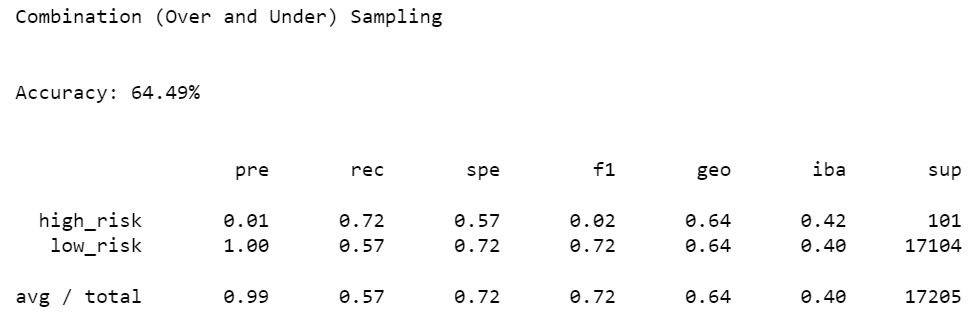 Combination (Over and Under) Sampling
Accuracy: 64.49%
pre rec spe f1 geo iba sup
high_risk 0.01 0.72 0.57 0.02 0.64 0.42 101
low_risk 1.00 0.57 0.72 0.72 0.64 0.40 17104
avg / total 0.99 0.57 0.72 0.72 0.64 0.40 17205